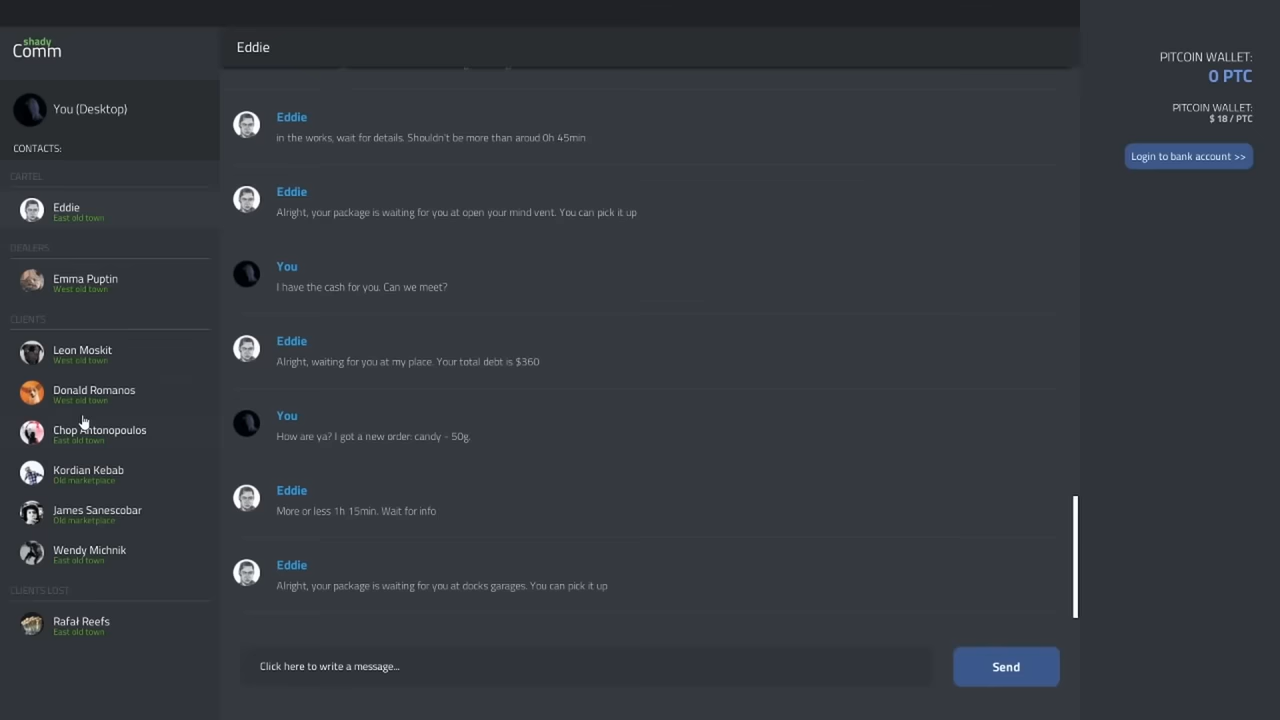 shady
Comm
You (Desktop)
CONTACTS:
CARTEL
Eddie
East old town
DEALERS
Emma Puptin
West old town
CLIENTS
Leon Moskit
West old town
Donald Romanos
West old town
Chop Antonopoulos
East old town
Kordian Kebab
Old marketplace
James Sanescobar
Old marketplace
Wendy Michnik
East old town
CLIENTS LOST
Rafał Reefs
East old town
Eddie
Eddie
in the works, wait for details. Shouldn't be more than aroud 0h 45min
Eddie
Alright, your package is waiting for you at open your mind vent. You can pick it up
You
I have the cash for you. Can we meet?
Eddie
Alright, waiting for you at my place. Your total debt is $360
You
How are ya? I got a new order: candy - 50g.
Eddie
More or less 1h 15min. Wait for info
Eddie
Alright, your package is waiting for you at docks garages. You can pick it up
Click here to write a message...
Send
PITCOIN WALLET:
0 PTC
PITCOIN WALLET:
$ 18 / PTC
Login to bank account >>